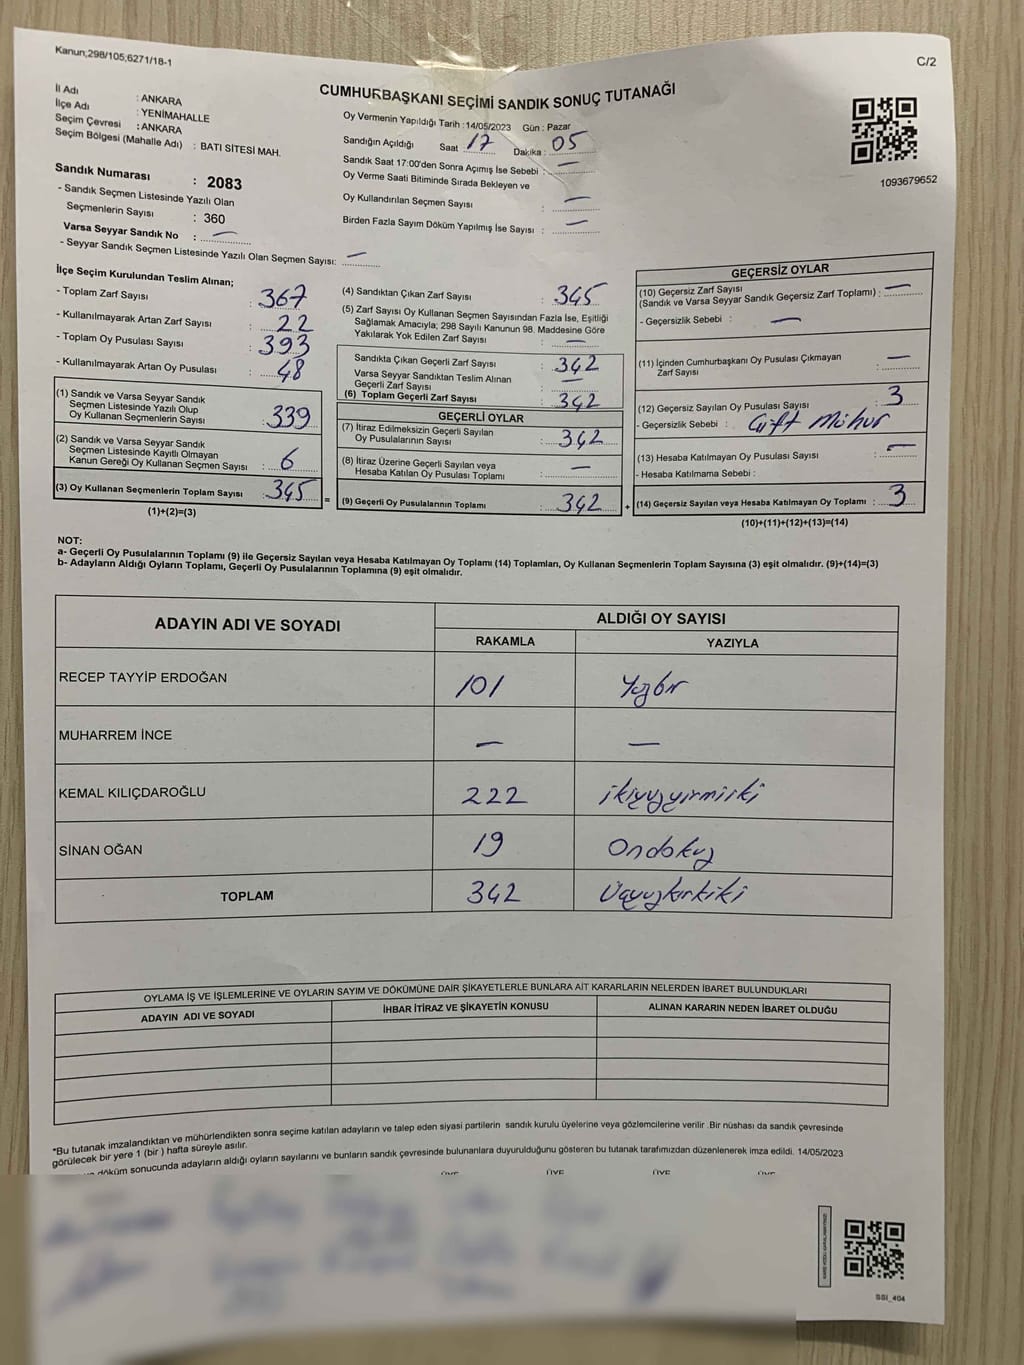 Kanun;298/105;6271/18-1
C/2
CUMHURBAŞKANI SEÇİMİ SANDIK SONUÇ TUTANAĞI
İl Adı : ANKARA
İlçe Adı : YENİMAHALLE
Seçim Çevresi : ANKARA
Seçim Bölgesi (Mahalle Adı) : BATI SİTESİ MAH.
Oy Vermenin Yapıldığı Tarih : 14/05/2023 Gün : Pazar
Sandığın Açıldığı Saat 17 Dakika : 05
Sandık Saat 17:00'den Sonra Açımış İse Sebebi : —
Oy Verme Saati Bitiminde Sırada Bekleyen ve
Oy Kullandırılan Seçmen Sayısı : —
Birden Fazla Sayım Döküm Yapılmış İse Sayısı : —
1093679652
Sandık Numarası : 2083
- Sandık Seçmen Listesinde Yazılı Olan
Seçmenlerin Sayısı : 360
Varsa Seyyar Sandık No : —
- Seyyar Sandık Seçmen Listesinde Yazılı Olan Seçmen Sayısı: —
İlçe Seçim Kurulundan Teslim Alınan;
- Toplam Zarf Sayısı : 367
- Kullanılmayarak Artan Zarf Sayısı : 22
- Toplam Oy Pusulası Sayısı : 393
- Kullanılmayarak Artan Oy Pusulası : 48
(1) Sandık ve Varsa Seyyar Sandık
Seçmen Listesinde Yazılı Olup
Oy Kullanan Seçmenlerin Sayısı : 339
(2) Sandık ve Varsa Seyyar Sandık
Seçmen Listesinde Kayıtlı Olmayan
Kanun Gereği Oy Kullanan Seçmen Sayısı : 6
(3) Oy Kullanan Seçmenlerin Toplam Sayısı : 345
(1)+(2)=(3)
(4) Sandıktan Çıkan Zarf Sayısı : 345
(5) Zarf Sayısı Oy Kullanan Seçmen Sayısından Fazla İse, Eşitliği
Sağlamak Amacıyla; 298 Sayılı Kanunun 98. Maddesine Göre
Yakılarak Yok Edilen Zarf Sayısı : —
Sandıkta Çıkan Geçerli Zarf Sayısı : 342
Varsa Seyyar Sandıktan Teslim Alınan
Geçerli Zarf Sayısı : —
(6) Toplam Geçerli Zarf Sayısı : 342
GEÇERLİ OYLAR
(7) İtiraz Edilmeksizin Geçerli Sayılan
Oy Pusulalarının Sayısı : 342
(8) İtiraz Üzerine Geçerli Sayılan veya
Hesaba Katılan Oy Pusulası Toplamı : —
= (9) Geçerli Oy Pusulalarının Toplamı : 342 +
GEÇERSİZ OYLAR
(10) Geçersiz Zarf Sayısı
(Sandık ve Varsa Seyyar Sandık Geçersiz Zarf Toplamı) : —
- Geçersizlik Sebebi : —
(11) İçinden Cumhurbaşkanı Oy Pusulası Çıkmayan
Zarf Sayısı : —
(12) Geçersiz Sayılan Oy Pusulası Sayısı : 3
- Geçersizlik Sebebi : Çift Mühür
(13) Hesaba Katılmayan Oy Pusulası Sayısı : —
- Hesaba Katılmama Sebebi :
(14) Geçersiz Sayılan veya Hesaba Katılmayan Oy Toplamı : 3
(10)+(11)+(12)+(13)=(14)
NOT:
a- Geçerli Oy Pusulalarının Toplamı (9) ile Geçersiz Sayılan veya Hesaba Katılmayan Oy Toplamı (14) Toplamları, Oy Kullanan Seçmenlerin Toplam Sayısına (3) eşit olmalıdır. (9)+(14)=(3)
b- Adayların Aldığı Oyların Toplamı, Geçerli Oy Pusulalarının Toplamına (9) eşit olmalıdır.
ADAYIN ADI VE SOYADI
ALDIĞI OY SAYISI
RAKAMLA YAZIYLA
RECEP TAYYİP ERDOĞAN 101 Yüzbir
MUHARREM İNCE — —
KEMAL KILIÇDAROĞLU 222 ikiyüzyirmiiki
SİNAN OĞAN 19 Ondokuz
TOPLAM 342 Üçyüzkırkiki
OYLAMA İŞ VE İŞLEMLERİNE VE OYLARIN SAYIM VE DÖKÜMÜNE DAİR ŞİKAYETLERLE BUNLARA AİT KARARLARIN NELERDEN İBARET BULUNDUKLARI
ADAYIN ADI VE SOYADI İHBAR İTİRAZ VE ŞİKAYETİN KONUSU ALINAN KARARIN NEDEN İBARET OLDUĞU
*Bu tutanak imzalandıktan ve mühürlendikten sonra seçime katılan adayların ve talep eden siyasi partilerin sandık kurulu üyelerine veya gözlemcilerine verilir .Bir nüshası da sandık çevresinde
görülecek bir yere 1 (bir ) hafta süreyle asılır.
döküm sonucunda adayların aldığı oyların sayılarını ve bunların sandık çevresinde bulunanlara duyurulduğunu gösteren bu tutanak tarafımızdan düzenlenerek imza edildi. 14/05/2023
ÜYE ÜYE ÜYE ÜYE
SSI_404